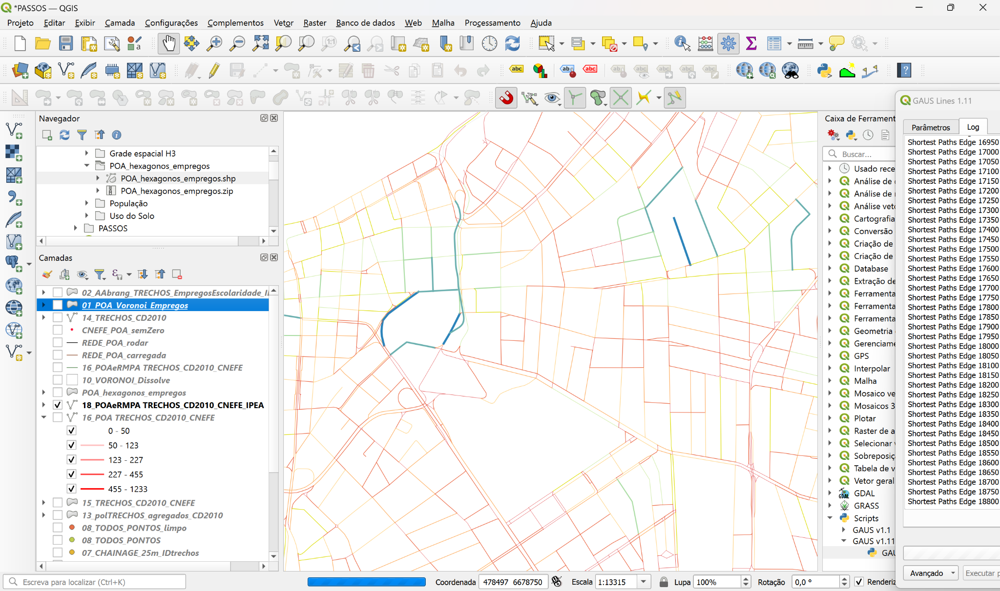 *PASSOS — QGIS
Projeto Editar Exibir Camada Configurações Complementos Vetor Raster Banco de dados Web Malha Processamento Ajuda
Navegador
Grade espacial H3
POA_hexagonos_empregos
POA_hexagonos_empregos.shp
POA_hexagonos_empregos.zip
População
Uso do Solo
PASSOS
Camadas
02_AAbrang_TRECHOS_EmpregosEscolaridade_I
01_POA_Voronoi_Empregos
14_TRECHOS_CD2010
CNEFE_POA_semZero
REDE_POA_rodar
REDE_POA_carregada
16_POAeRMPA TRECHOS_CD2010_CNEFE
10_VORONOI_Dissolve
POA_hexagonos_empregos
18_POAeRMPA TRECHOS_CD2010_CNEFE_IPEA
16_POA TRECHOS_CD2010_CNEFE
0 - 50
50 - 123
123 - 227
227 - 455
455 - 1233
15_TRECHOS_CD2010_CNEFE
13_polTRECHOS_agregados_CD2010
08_TODOS_PONTOS_limpo
08_TODOS_PONTOS
07_CHAINAGE_25m_IDtrechos
Caixa de Ferrament
Buscar...
Usado rece
Análise de
Análise de
Análise veto
Cartografia
Conversão
Criação de
Criação de
Database
Extração de
Ferramenta
Ferramenta
Ferramenta
Geometria
Gerenciame
GPS
Interpolar
Malha
Mosaico ve
Mosaicos 3
Plotar
Raster de a
Selecionar
Sobreposiç
Tabela de v
Vetor geral
GDAL
GRASS
Scripts
GAUS v1.1
GAUS v1.11
GAU
GAUS Lines 1.11
Parâmetros Log
Shortest Paths Edge 16950
Shortest Paths Edge 17000
Shortest Paths Edge 17050
Shortest Paths Edge 17100
Shortest Paths Edge 17150
Shortest Paths Edge 17200
Shortest Paths Edge 17250
Shortest Paths Edge 17300
Shortest Paths Edge 17350
Shortest Paths Edge 17400
Shortest Paths Edge 17450
Shortest Paths Edge 17500
Shortest Paths Edge 17550
Shortest Paths Edge 17600
Shortest Paths Edge 17650
Shortest Paths Edge 17700
Shortest Paths Edge 17750
Shortest Paths Edge 17800
Shortest Paths Edge 17850
Shortest Paths Edge 17900
Shortest Paths Edge 17950
Shortest Paths Edge 18000
Shortest Paths Edge 18050
Shortest Paths Edge 18100
Shortest Paths Edge 18150
Shortest Paths Edge 18200
Shortest Paths Edge 18250
Shortest Paths Edge 18300
Shortest Paths Edge 18350
Shortest Paths Edge 18400
Shortest Paths Edge 18450
Shortest Paths Edge 18500
Shortest Paths Edge 18550
Shortest Paths Edge 18600
Shortest Paths Edge 18650
Shortest Paths Edge 18700
Shortest Paths Edge 18750
Shortest Paths Edge 18800
Avançado Executar p
Escreva para localizar (Ctrl+K) Coordenada 478497 6678750 Escala 1:13315 Lupa 100% Rotação 0,0 ° Renderiz